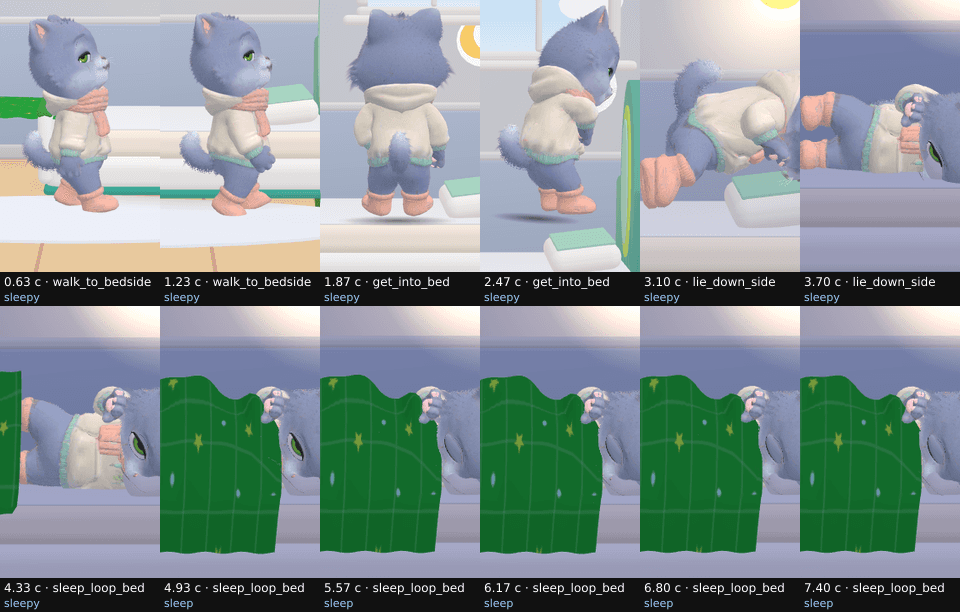 0.63 c · walk_to_bedside
sleepy
1.23 c · walk_to_bedside
sleepy
1.87 c · get_into_bed
sleepy
2.47 c · get_into_bed
sleepy
3.10 c · lie_down_side
sleepy
3.70 c · lie_down_side
sleepy
4.33 c · sleep_loop_bed
sleepy
4.93 c · sleep_loop_bed
sleep
5.57 c · sleep_loop_bed
sleep
6.17 c · sleep_loop_bed
sleep
6.80 c · sleep_loop_bed
sleep
7.40 c · sleep_loop_bed
sleep